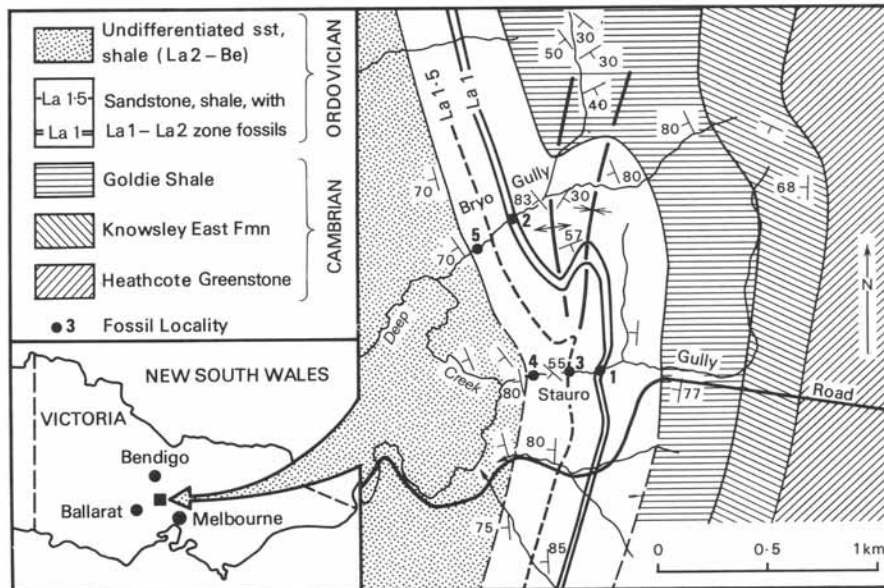 Undifferentiated sst,
shale (La 2 – Be)
La 1·5
Sandstone, shale, with
La 1
La 1 – La 2 zone fossils
ORDOVICIAN
Goldie Shale
Knowsley East Fmn
Heathcote Greenstone
CAMBRIAN
3 Fossil Locality
NEW SOUTH WALES
VICTORIA
Bendigo
Ballarat
Melbourne
La 1·5
La 1
50
30
30
40
80
68
70
Bryo
Gully
83
30
80
2
57
5
70
Deep
Creek
N
4
55
3
1
Gully
Stauro
80
77
Road
80
75
85
0
0·5
1km